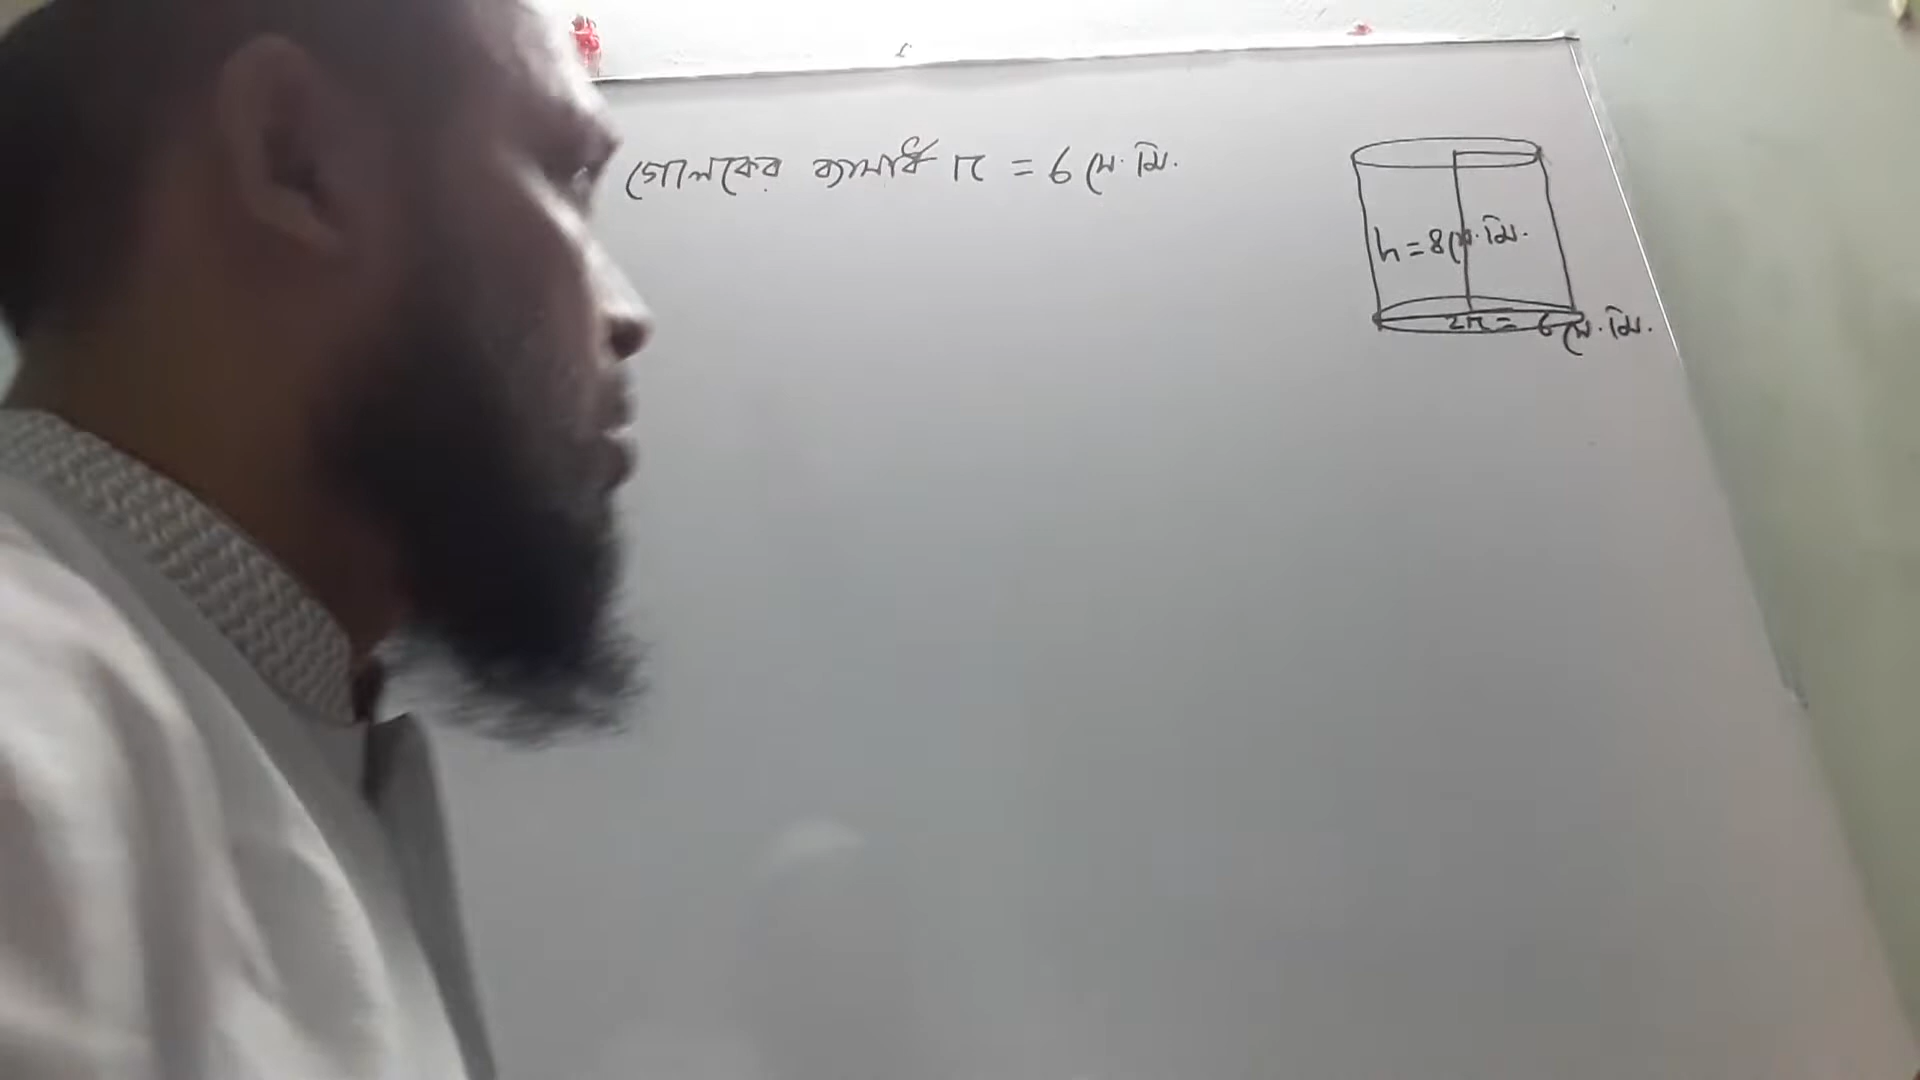 গোলকের ব্যাসার্ধ r = 6 সে. মি.
h = 8 সে. মি.
2r = 6 সে. মি.